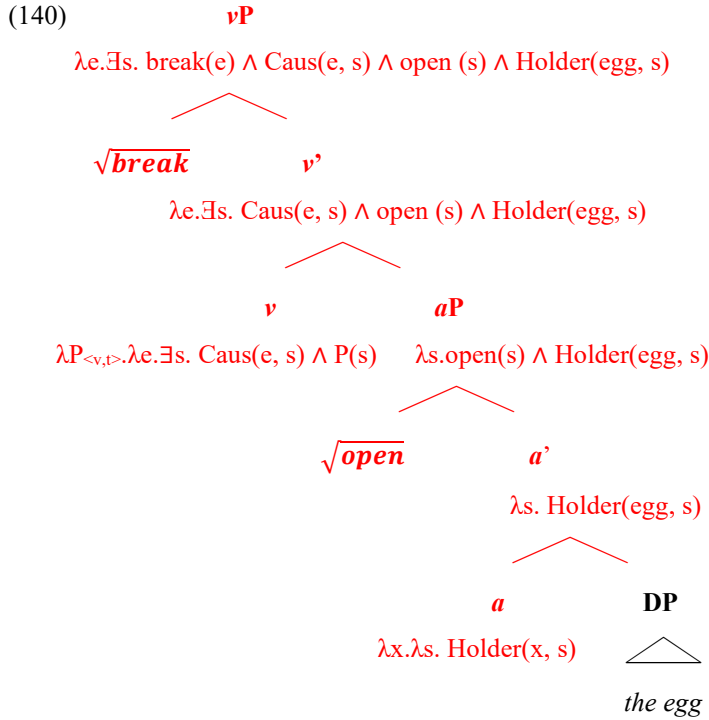 (140) vP
λe.∃s. break(e) ∧ Caus(e, s) ∧ open (s) ∧ Holder(egg, s)
√break v’
λe.∃s. Caus(e, s) ∧ open (s) ∧ Holder(egg, s)
v aP
λP<v,t>.λe.∃s. Caus(e, s) ∧ P(s) λs.open(s) ∧ Holder(egg, s)
√open a’
λs. Holder(egg, s)
a DP
λx.λs. Holder(x, s)
the egg